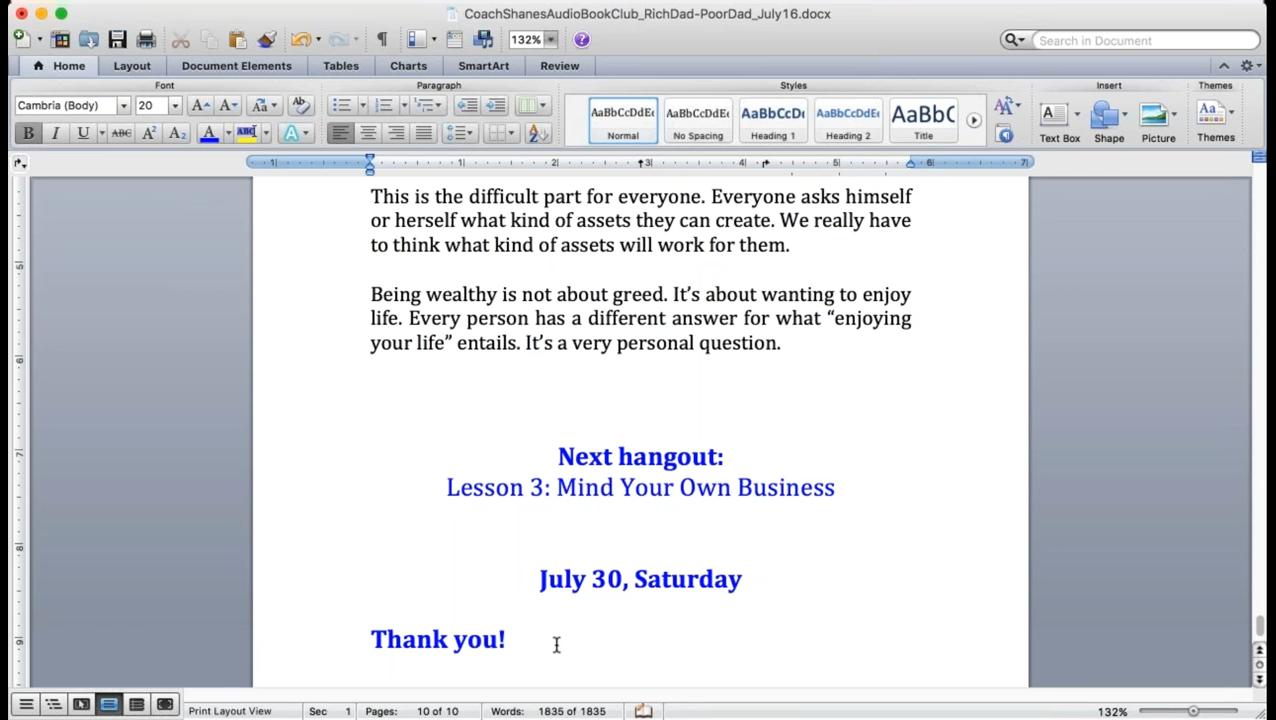 CoachShanesAudioBookClub_RichDad-PoorDad_July16.docx
132%
Search in Document
Home Layout Document Elements Tables Charts SmartArt Review
Font Paragraph Styles Insert Themes
Cambria (Body) 20
AaBbCcDdEe AaBbCcDdEe AaBbCcDd AaBbCcDdEe AaBbC
Normal No Spacing Heading 1 Heading 2 Title
Text Box Shape Picture Themes
This is the difficult part for everyone. Everyone asks himself
or herself what kind of assets they can create. We really have
to think what kind of assets will work for them.
Being wealthy is not about greed. It's about wanting to enjoy
life. Every person has a different answer for what “enjoying
your life” entails. It's a very personal question.
Next hangout:
Lesson 3: Mind Your Own Business
July 30, Saturday
Thank you!
Print Layout View Sec 1 Pages: 10 of 10 Words: 1835 of 1835 132%